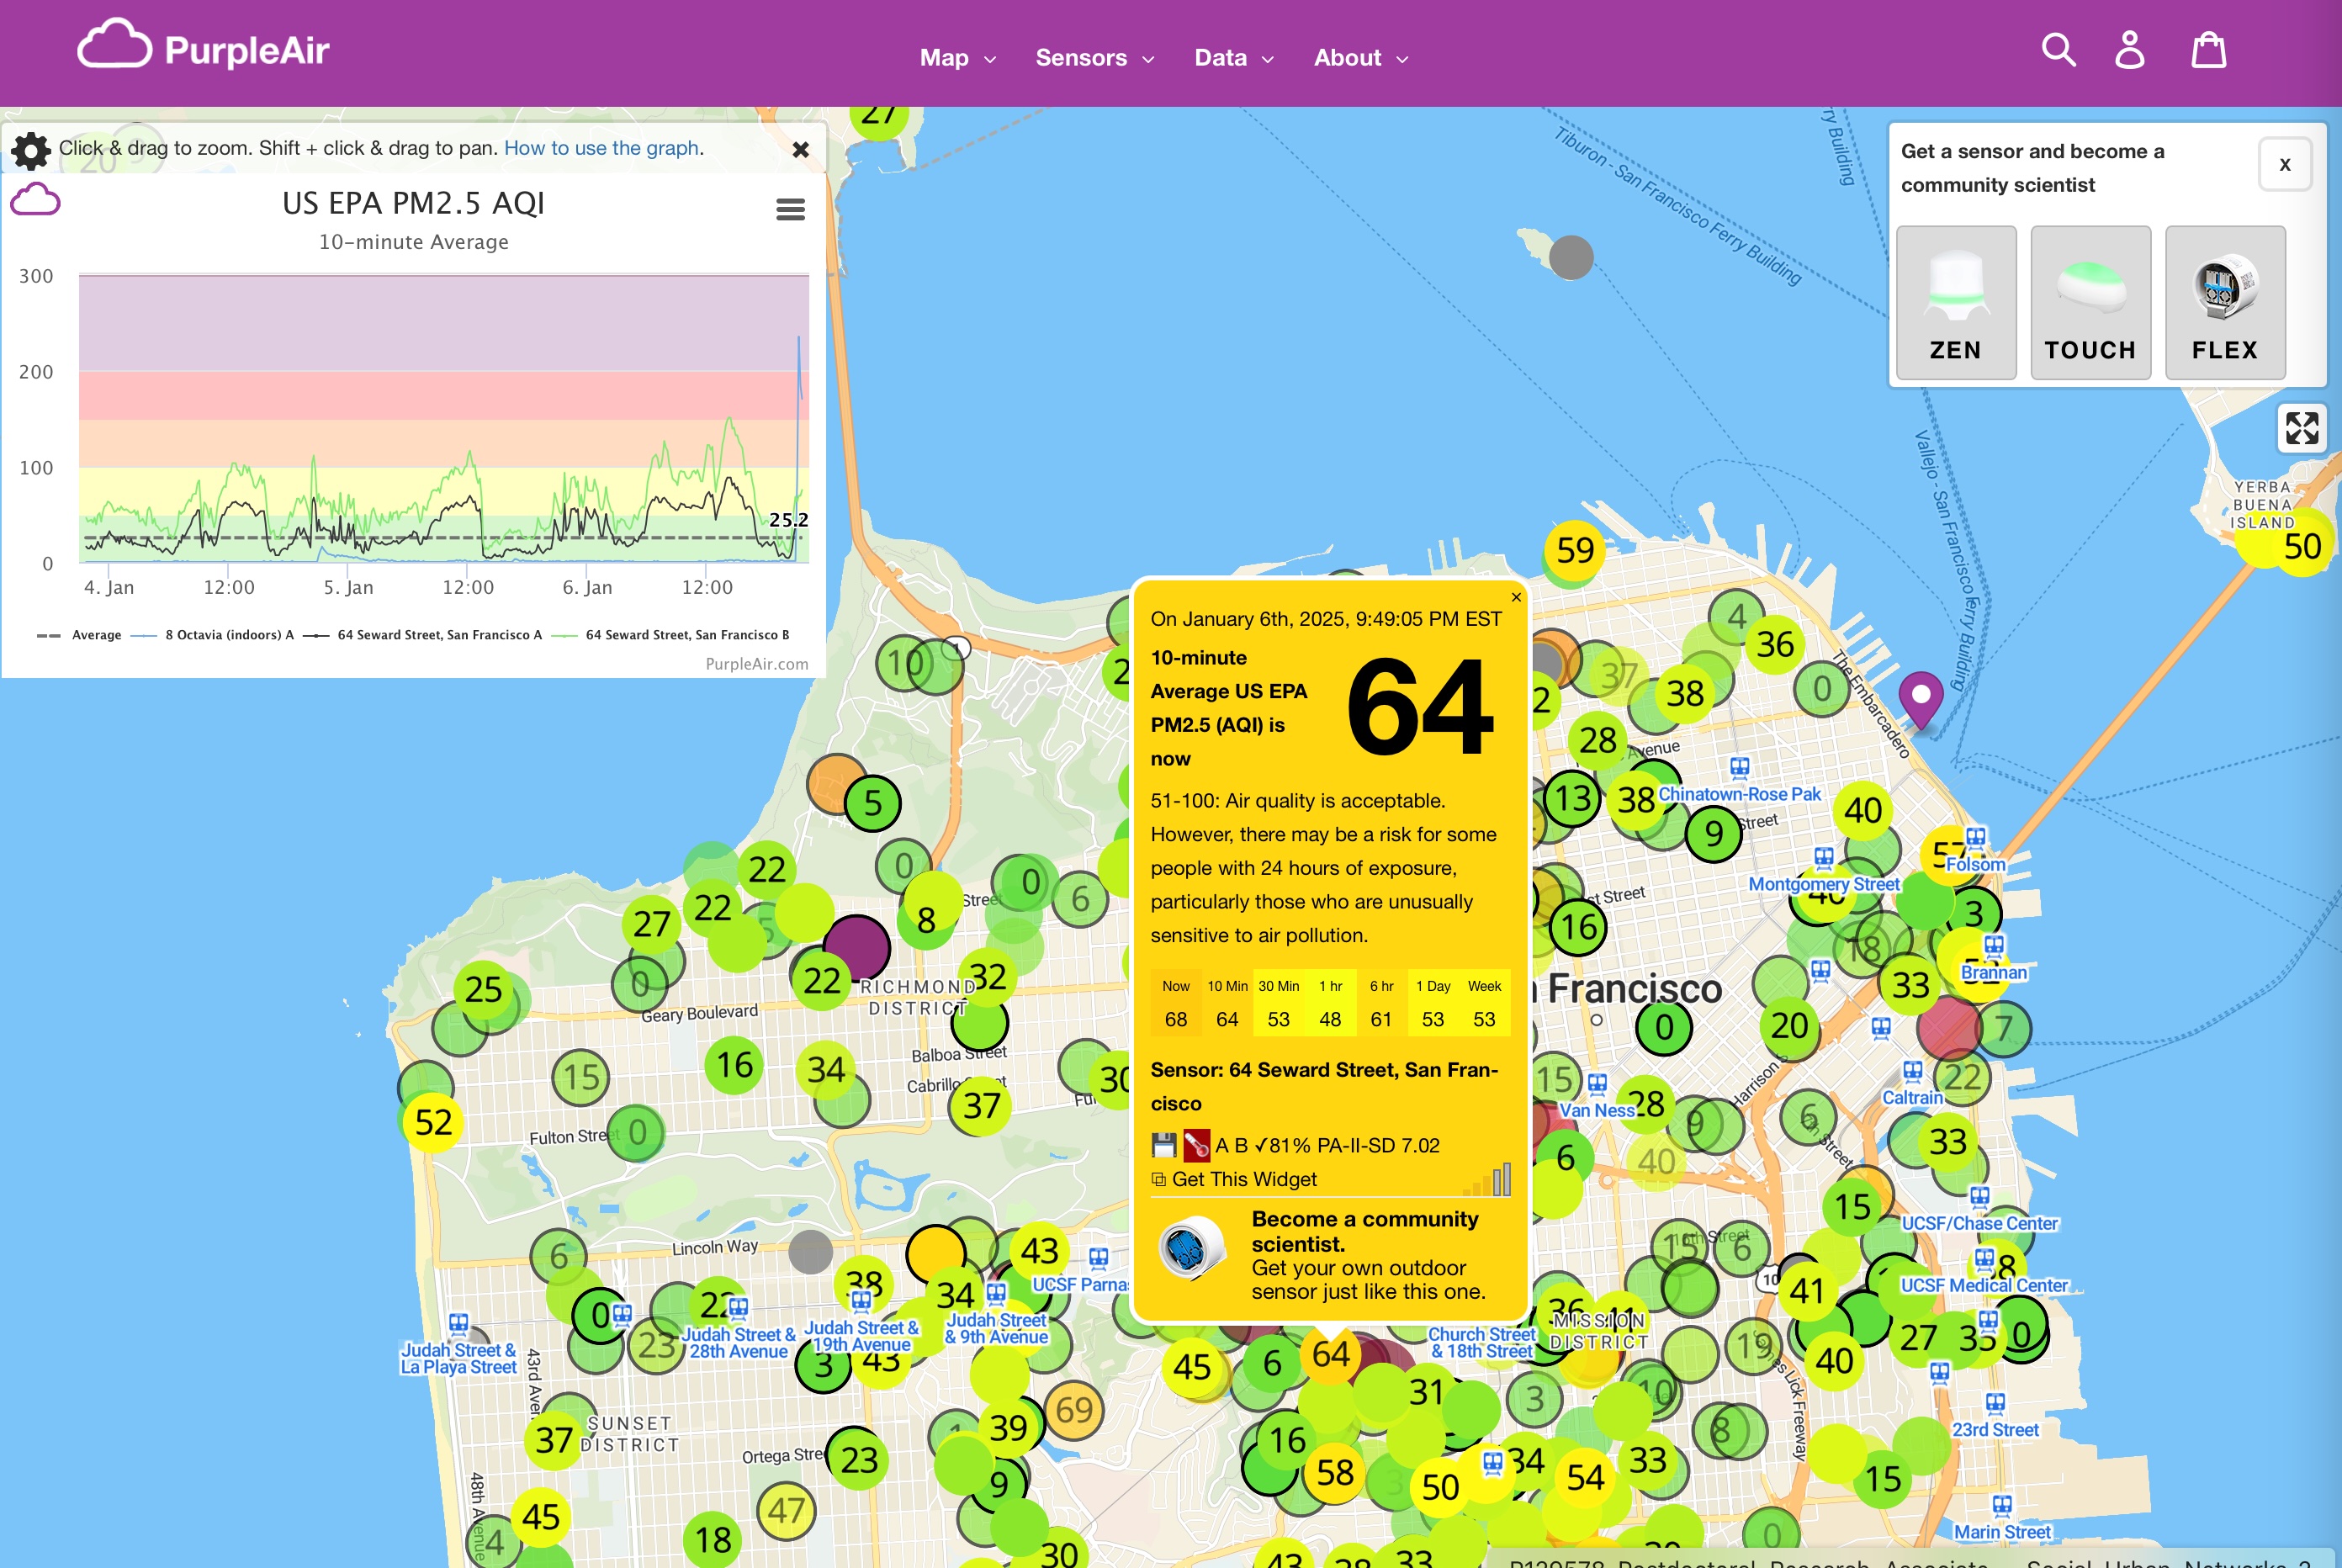 PurpleAir
Map
Sensors
Data
About
Click & drag to zoom. Shift + click & drag to pan. How to use the graph.
US EPA PM2.5 AQI
10-minute Average
300
200
100
0
25.2
4. Jan
12:00
5. Jan
12:00
6. Jan
12:00
Average
8 Octavia (indoors) A
64 Seward Street, San Francisco A
64 Seward Street, San Francisco B
PurpleAir.com
Get a sensor and become a
community scientist
x
ZEN
TOUCH
FLEX
27
20
Tiburon - San Francisco Ferry Building
Vallejo - San Francisco Ferry Building
YERBA
BUENA
ISLAND
50
59
4
36
37
38
0
The Embarcadero
28
Avenue
13
38
Chinatown-Rose Pak
9
Street
40
57
Folsom
Montgomery Street
3
16
18
Brannan
33
Francisco
0
20
7
15
Van Ness
28
9
Harrison
6
22
Caltrain
33
6
40
15
UCSF/Chase Center
15
6
UCSF Medical Center
41
36
MISSION
DISTRICT
Church Street
& 18th Street
19
27
0
40
3
10
8
23rd Street
34
54
33
15
Marin Street
0
On January 6th, 2025, 9:49:05 PM EST
10-minute
Average US EPA
PM2.5 (AQI) is
now
64
51-100: Air quality is acceptable.
However, there may be a risk for some
people with 24 hours of exposure,
particularly those who are unusually
sensitive to air pollution.
Now 10 Min 30 Min 1 hr 6 hr 1 Day Week
68 64 53 48 61 53 53
Sensor: 64 Seward Street, San Fran-
cisco
A B ✓81% PA-II-SD 7.02
Get This Widget
Become a community
scientist.
Get your own outdoor
sensor just like this one.
10
1
5
22
0
22
27
8
0
6
25
0
22
32
RICHMOND
DISTRICT
Geary Boulevard
Balboa Street
16
34
15
30
37
52
Fulton Street
0
6
Lincoln Way
43
38
34
UCSF Parnas
0
22
23
Judah Street &
La Playa Street
Judah Street &
28th Avenue
Judah Street &
19th Avenue
Judah Street
& 9th Avenue
3
43
45
6
64
31
69
39
37
SUNSET
DISTRICT
23
16
58
50
9
47
45
4
18
30
48th Avenue